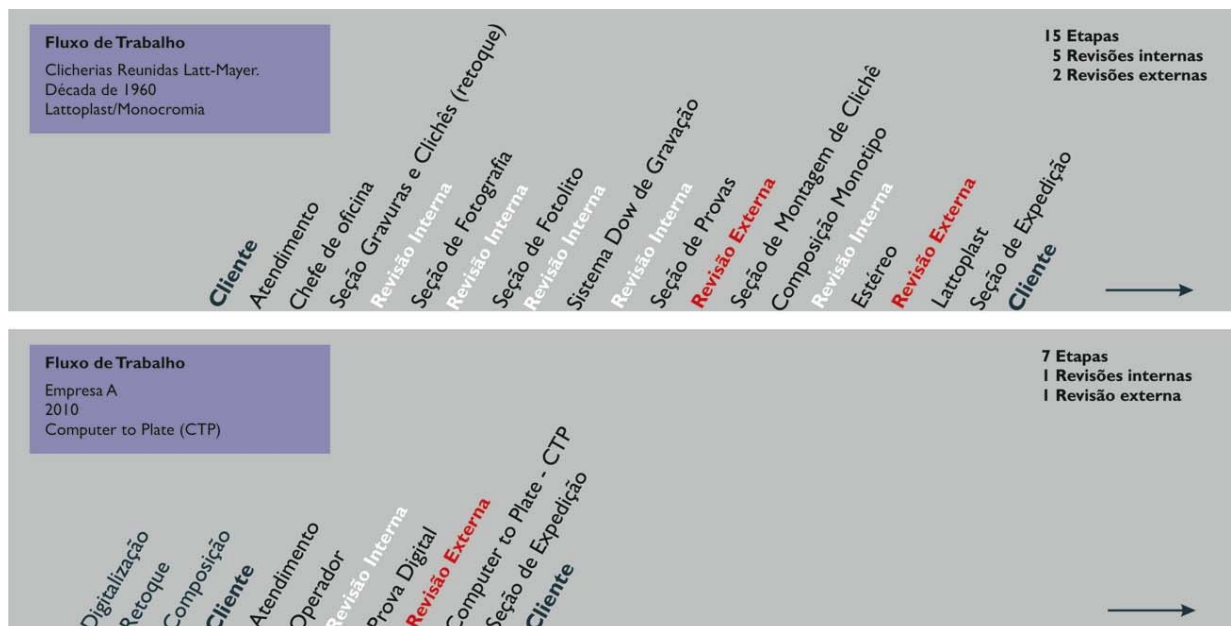 Fluxo de Trabalho
Clicherias Reunidas Latt-Mayer.
Década de 1960
Lattoplast/Monocromia
15 Etapas
5 Revisões internas
2 Revisões externas
Cliente
Atendimento
Chefe de oficina
Seção Gravuras e Clichês (retoque)
Revisão Interna
Seção de Fotografia
Revisão Interna
Seção de Fotolito
Revisão Interna
Sistema Dow de Gravação
Revisão Interna
Seção de Provas
Revisão Externa
Seção de Montagem de Clichê
Composição Monotipo
Revisão Interna
Estéreo
Revisão Externa
Lattoplast
Seção de Expedição
Cliente
Fluxo de Trabalho
Empresa A
2010
Computer to Plate (CTP)
7 Etapas
1 Revisões internas
1 Revisão externa
Digitalização
Retoque
Composição
Cliente
Atendimento
Operador
Revisão Interna
Prova Digital
Revisão Externa
Computer to Plate - CTP
Seção de Expedição
Cliente